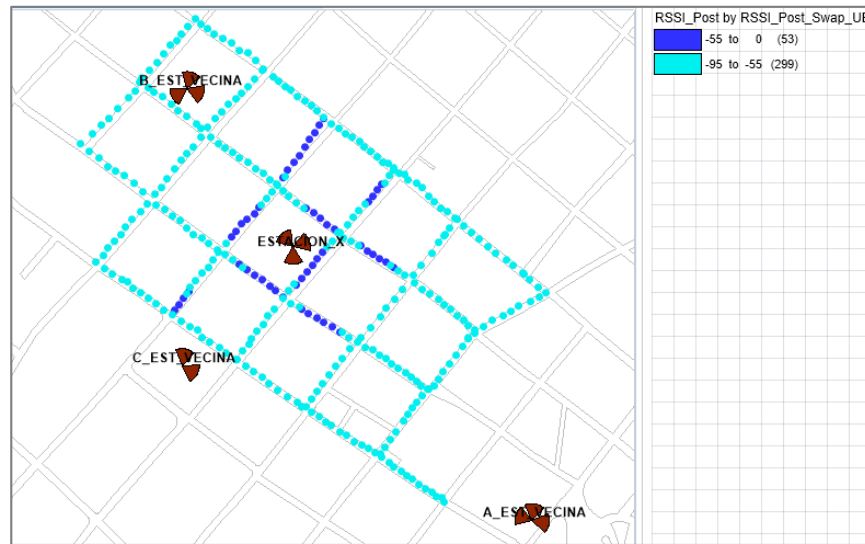 RSSI_Post by RSSI_Post_Swap_UE
-55 to 0 (53)
-95 to -55 (299)
B_EST_VECINA
ESTACION_X
C_EST_VECINA
A_EST_VECINA